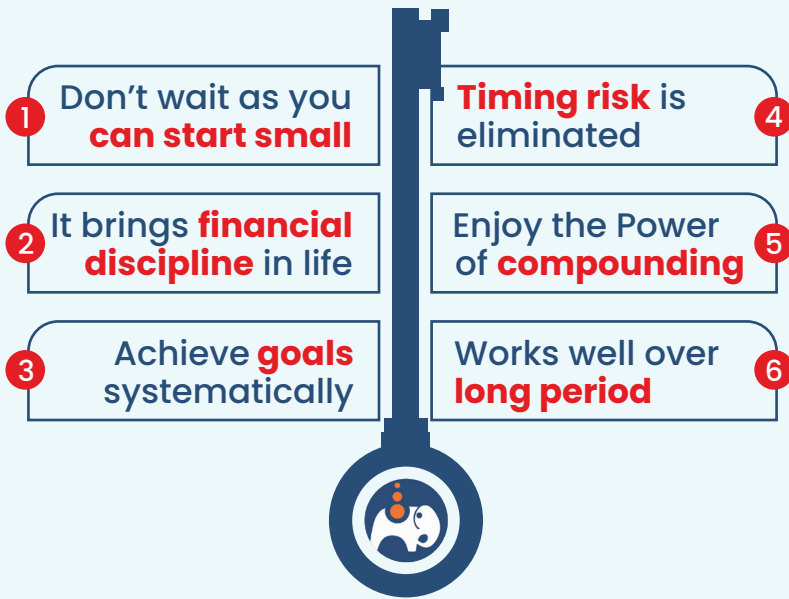 1
Don’t wait as you
can start small
2
It brings financial
discipline in life
3
Achieve goals
systematically
4
Timing risk is
eliminated
5
Enjoy the Power
of compounding
6
Works well over
long period